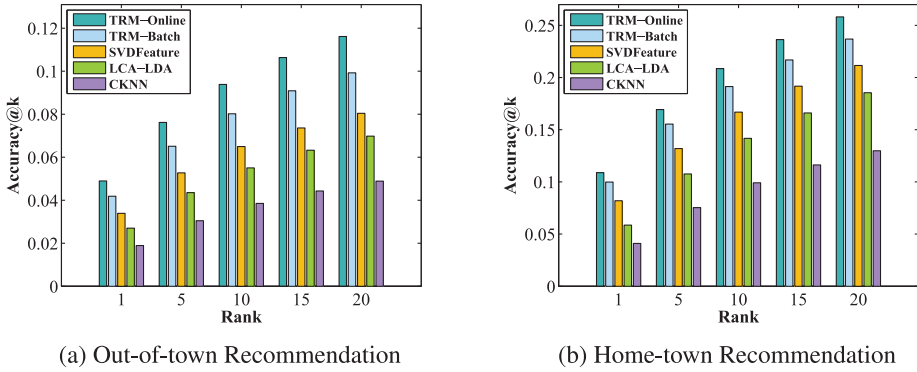 0.12
0.1
0.08
0.06
0.04
0.02
0
Accuracy@k
TRM–Online
TRM–Batch
SVDFeature
LCA–LDA
CKNN
1 5 10 15 20
Rank
(a) Out-of-town Recommendation
0.25
0.2
0.15
0.1
0.05
0
Accuracy@k
TRM–Online
TRM–Batch
SVDFeature
LCA–LDA
CKNN
1 5 10 15 20
Rank
(b) Home-town Recommendation